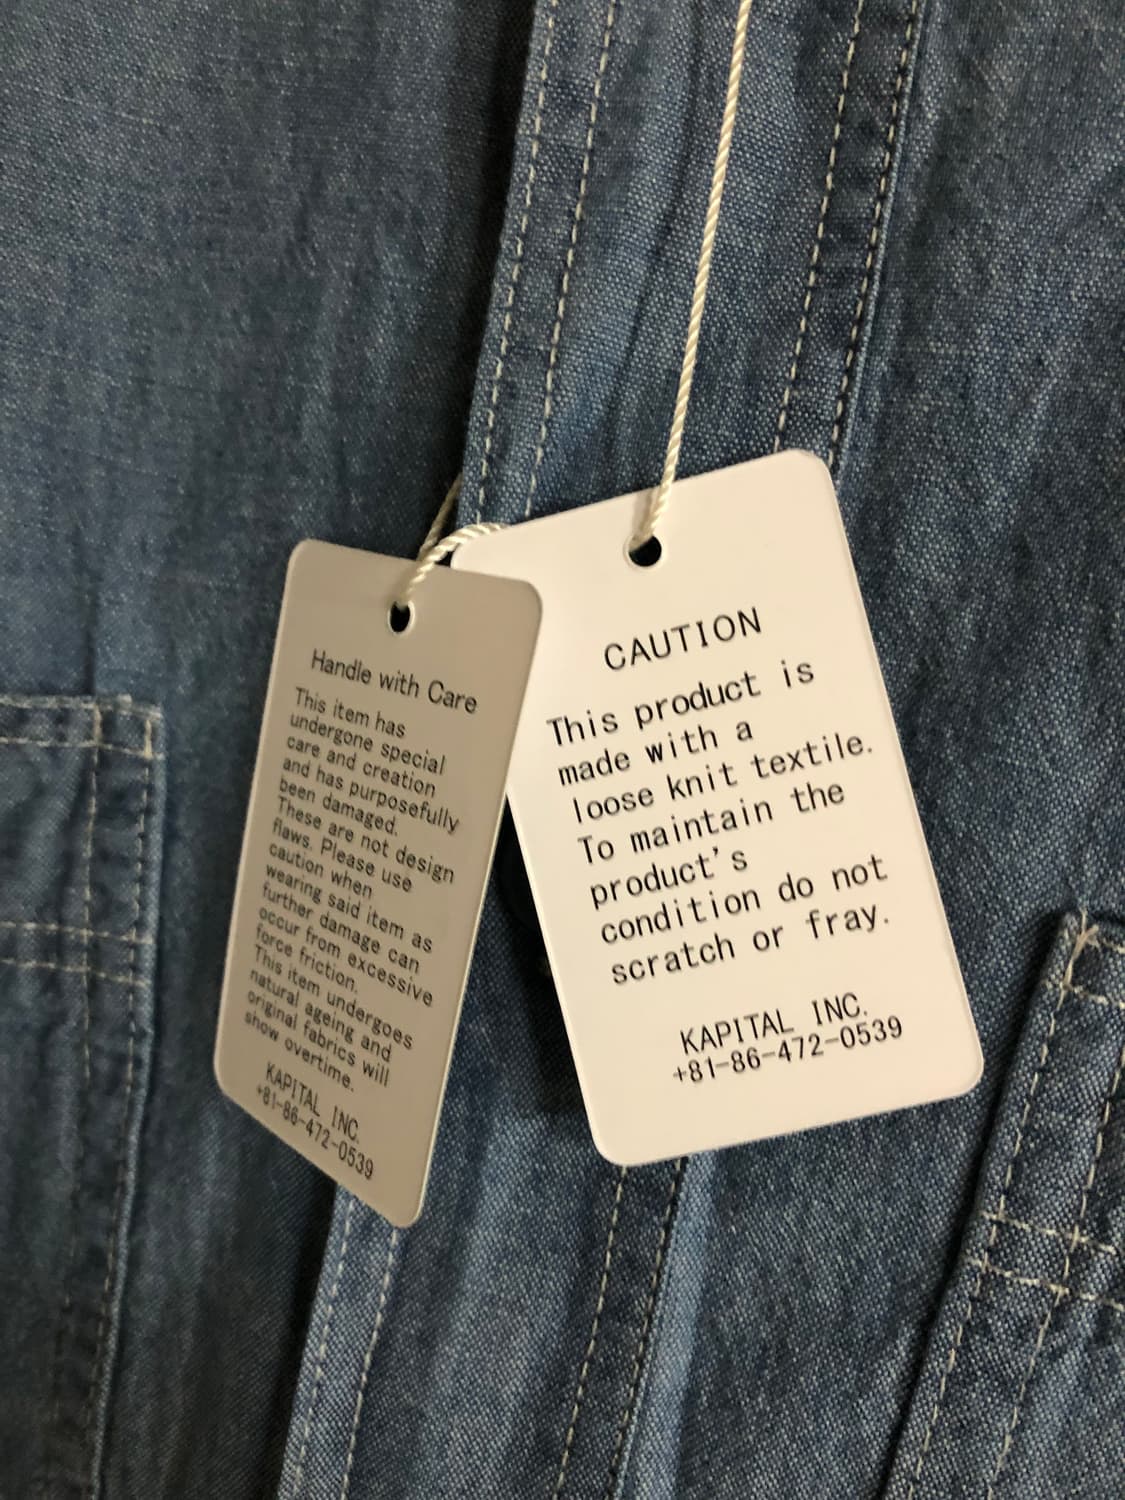 Handle with Care
This item has
undergone special
care and creation
and has purposefully
been damaged.
These are not design
flaws. Please use
caution when
wearing said item as
further damage can
occur from excessive
force friction.
This item undergoes
natural ageing and
original fabrics will
show overtime.
KAPITAL INC.
+81-86-472-0539
CAUTION
This product is
made with a
loose knit textile.
To maintain the
product's
condition do not
scratch or fray.
KAPITAL INC.
+81-86-472-0539